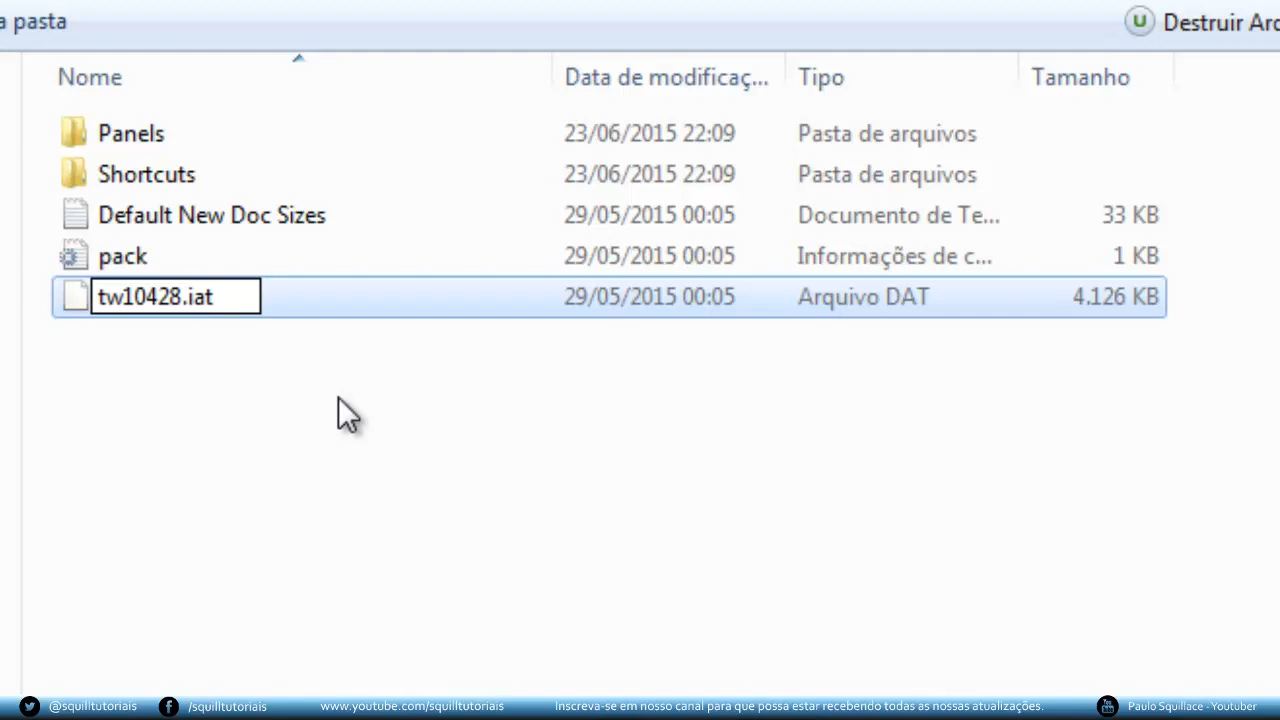 a pasta
Destruir Arq
Nome Data de modificaç... Tipo Tamanho
Panels 23/06/2015 22:09 Pasta de arquivos
Shortcuts 23/06/2015 22:09 Pasta de arquivos
Default New Doc Sizes 29/05/2015 00:05 Documento de Te... 33 KB
pack 29/05/2015 00:05 Informações de c... 1 KB
tw10428.iat 29/05/2015 00:05 Arquivo DAT 4.126 KB
@squilltutoriais /squilltutoriais www.youtube.com/squilltutoriais Inscreva-se em nosso canal para que possa estar recebendo todas as nossas atualizações. Paulo Squillace - Youtuber